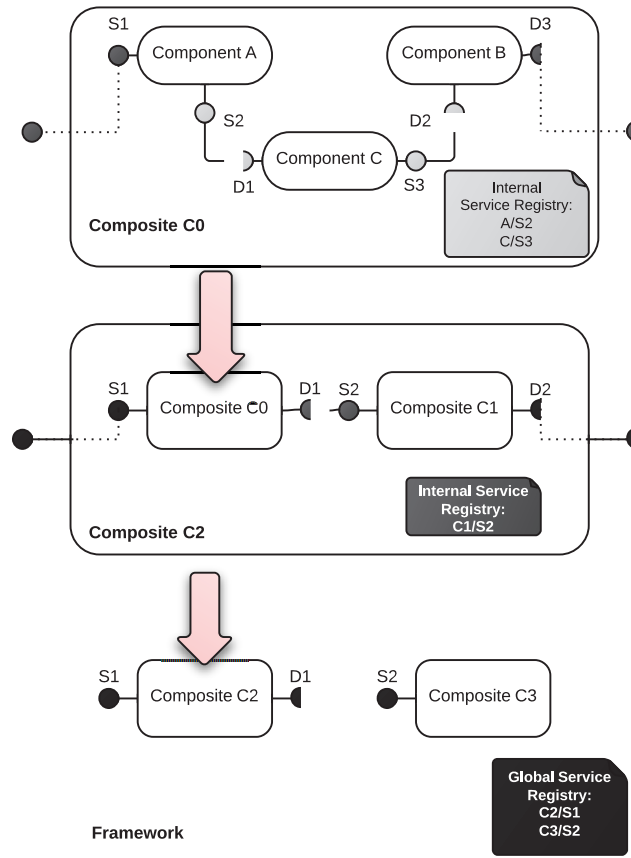 S1
D3
Component A
Component B
S2
D2
Component C
D1
S3
Internal
Service Registry:
A/S2
C/S3
Composite C0
S1
D1
S2
D2
Composite C0
Composite C1
Internal Service
Registry:
C1/S2
Composite C2
S1
D1
S2
Composite C2
Composite C3
Global Service
Registry:
C2/S1
C3/S2
Framework